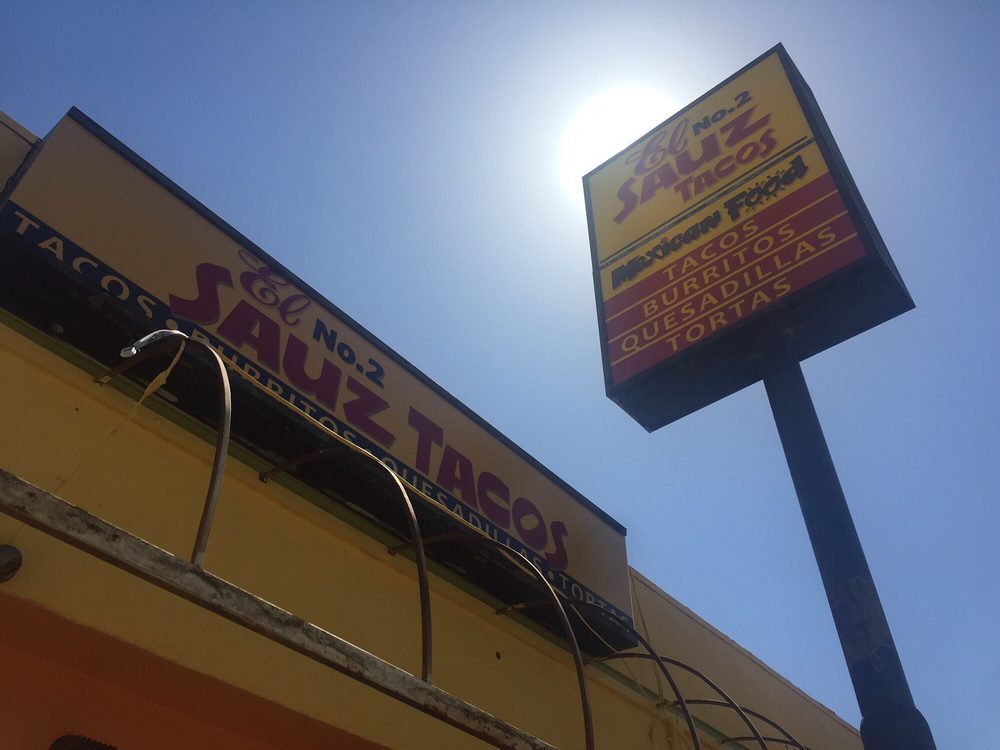 El No.2
SAUZ TACOS
TACOS • BURRITOS • QUESADILLAS • TORTAS
El No.2
SAUZ
TACOS
Mexican Food
TACOS
BURRITOS
QUESADILLAS
TORTAS